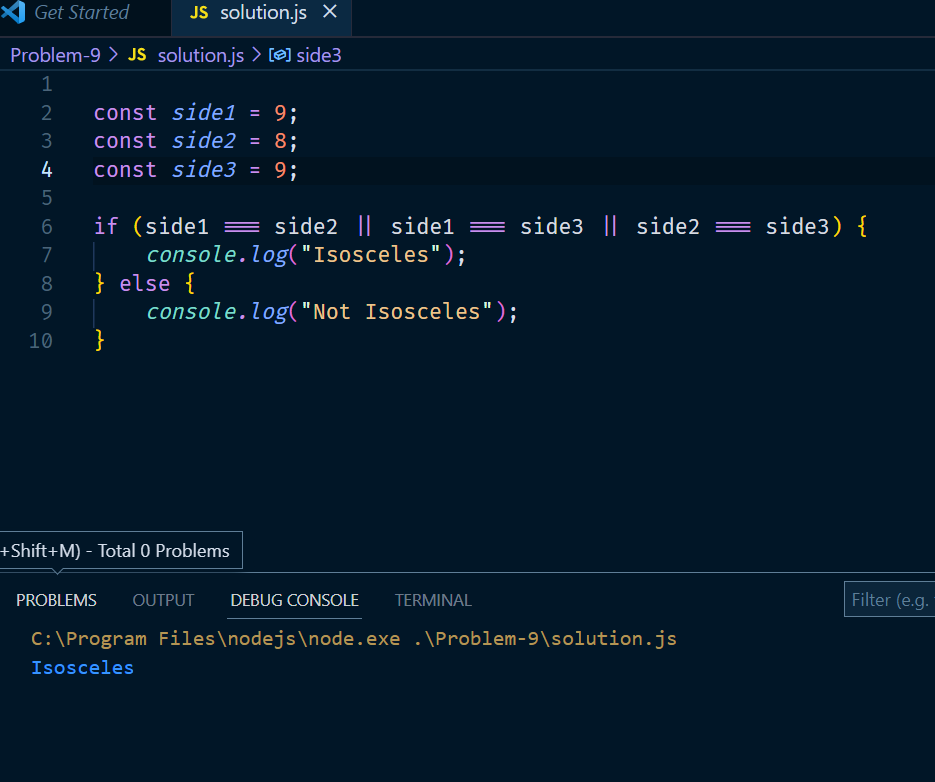 Get Started JS solution.js ×
Problem-9 > JS solution.js > side3
1
2 const side1 = 9;
3 const side2 = 8;
4 const side3 = 9;
5
6 if (side1 === side2 || side1 === side3 || side2 === side3) {
7 console.log("Isosceles");
8 } else {
9 console.log("Not Isosceles");
10 }
+Shift+M) - Total 0 Problems
PROBLEMS OUTPUT DEBUG CONSOLE TERMINAL Filter (e.g.
C:\Program Files\nodejs\node.exe .\Problem-9\solution.js
Isosceles